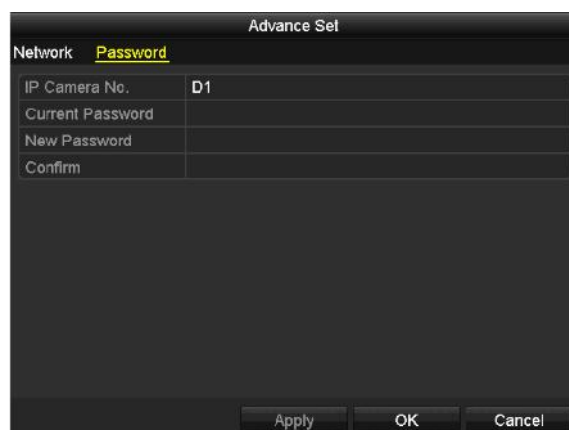 Advance Set
Network Password
IP Camera No. D1
Current Password
New Password
Confirm
Apply OK Cancel